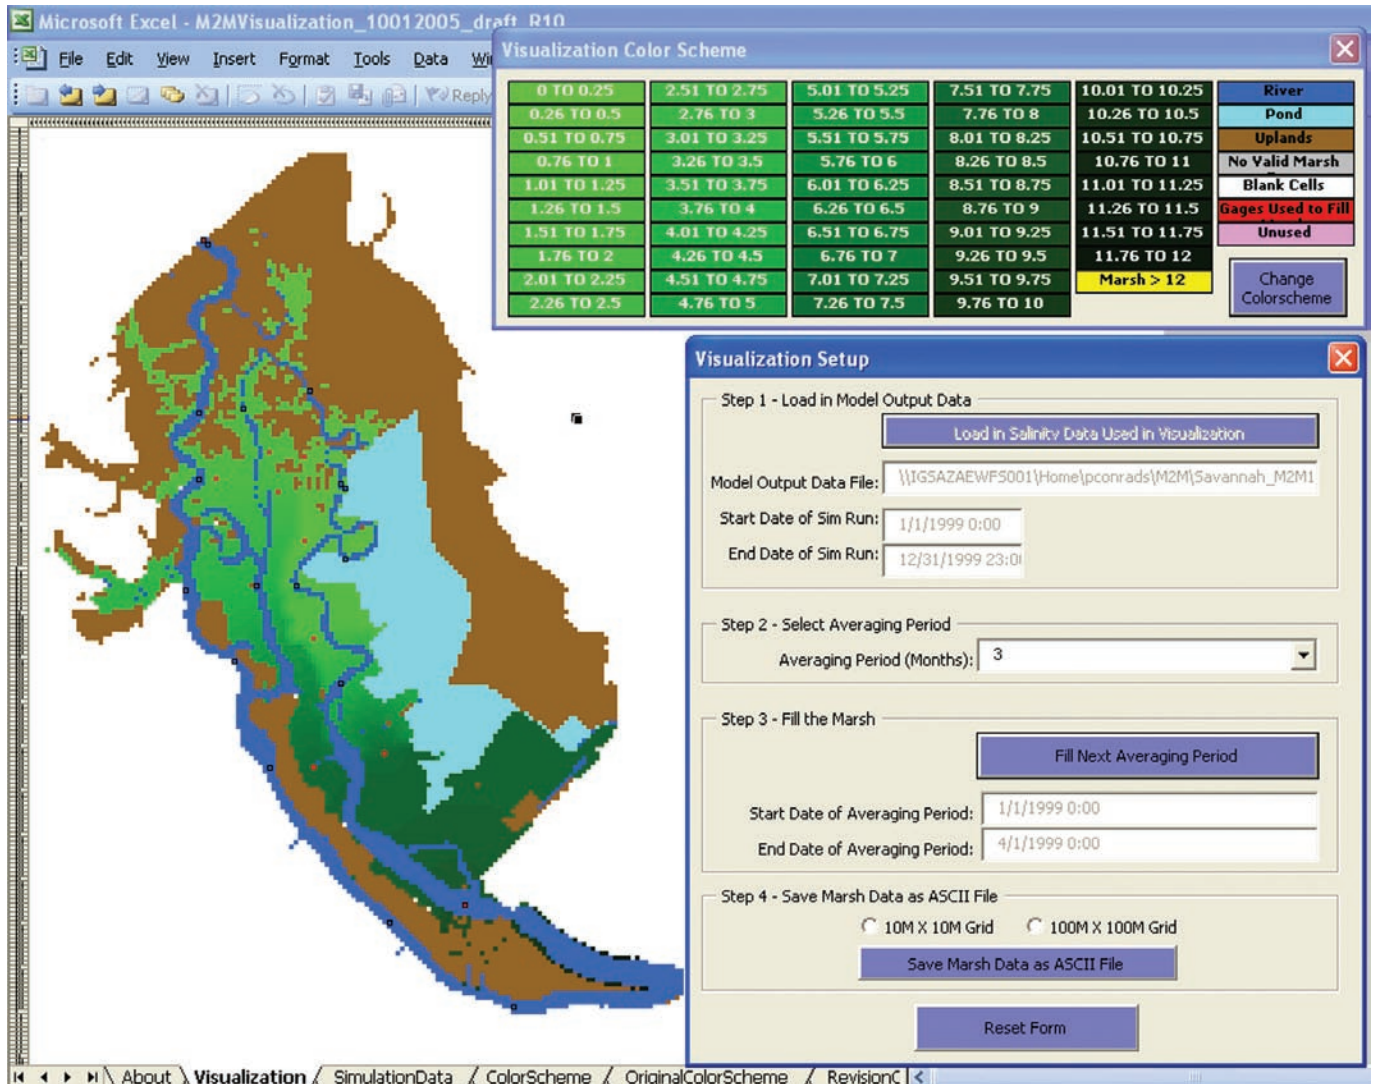 Microsoft Excel - M2MVisualization_10012005_draft_R10
File Edit View Insert Format Tools Data
Reply
Visualization Color Scheme
0 TO 0.25 2.51 TO 2.75 5.01 TO 5.25 7.51 TO 7.75 10.01 TO 10.25 River
0.26 TO 0.5 2.76 TO 3 5.26 TO 5.5 7.76 TO 8 10.26 TO 10.5 Pond
0.51 TO 0.75 3.01 TO 3.25 5.51 TO 5.75 8.01 TO 8.25 10.51 TO 10.75 Uplands
0.76 TO 1 3.26 TO 3.5 5.76 TO 6 8.26 TO 8.5 10.76 TO 11 No Valid Marsh
1.01 TO 1.25 3.51 TO 3.75 6.01 TO 6.25 8.51 TO 8.75 11.01 TO 11.25 Blank Cells
1.26 TO 1.5 3.76 TO 4 6.26 TO 6.5 8.76 TO 9 11.26 TO 11.5 Gages Used to Fill
1.51 TO 1.75 4.01 TO 4.25 6.51 TO 6.75 9.01 TO 9.25 11.51 TO 11.75 Unused
1.76 TO 2 4.26 TO 4.5 6.76 TO 7 9.26 TO 9.5 11.76 TO 12
2.01 TO 2.25 4.51 TO 4.75 7.01 TO 7.25 9.51 TO 9.75 Marsh > 12
2.26 TO 2.5 4.76 TO 5 7.26 TO 7.5 9.76 TO 10
Change
Colorscheme
Visualization Setup
Step 1 - Load in Model Output Data
Load in Salinity Data Used in Visualization
Model Output Data File: \\IGSAZAEWFS001\Home\pconrads\M2M\Savannah_M2M1
Start Date of Sim Run: 1/1/1999 0:00
End Date of Sim Run: 12/31/1999 23:0
Step 2 - Select Averaging Period
Averaging Period (Months): 3
Step 3 - Fill the Marsh
Fill Next Averaging Period
Start Date of Averaging Period: 1/1/1999 0:00
End Date of Averaging Period: 4/1/1999 0:00
Step 4 - Save Marsh Data as ASCII File
10M X 10M Grid 100M X 100M Grid
Save Marsh Data as ASCII File
Reset Form
About Visualization SimulationData ColorScheme OriginalColorScheme RevisionC